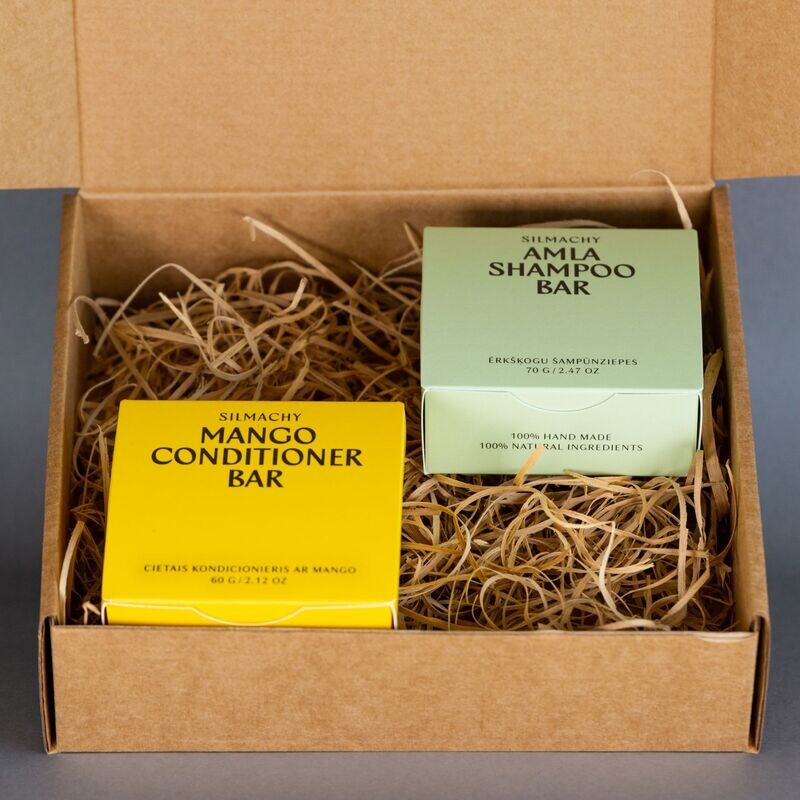 SILMACHY
AMLA
SHAMPOO
BAR
ĒRKŠĶOGU ŠAMPŪNZIEPES
70 G / 2.47 OZ
100% HAND MADE
100% NATURAL INGREDIENTS
SILMACHY
MANGO
CONDITIONER
BAR
CIETAIS KONDICIONIERIS AR MANGO
60 G / 2.12 OZ